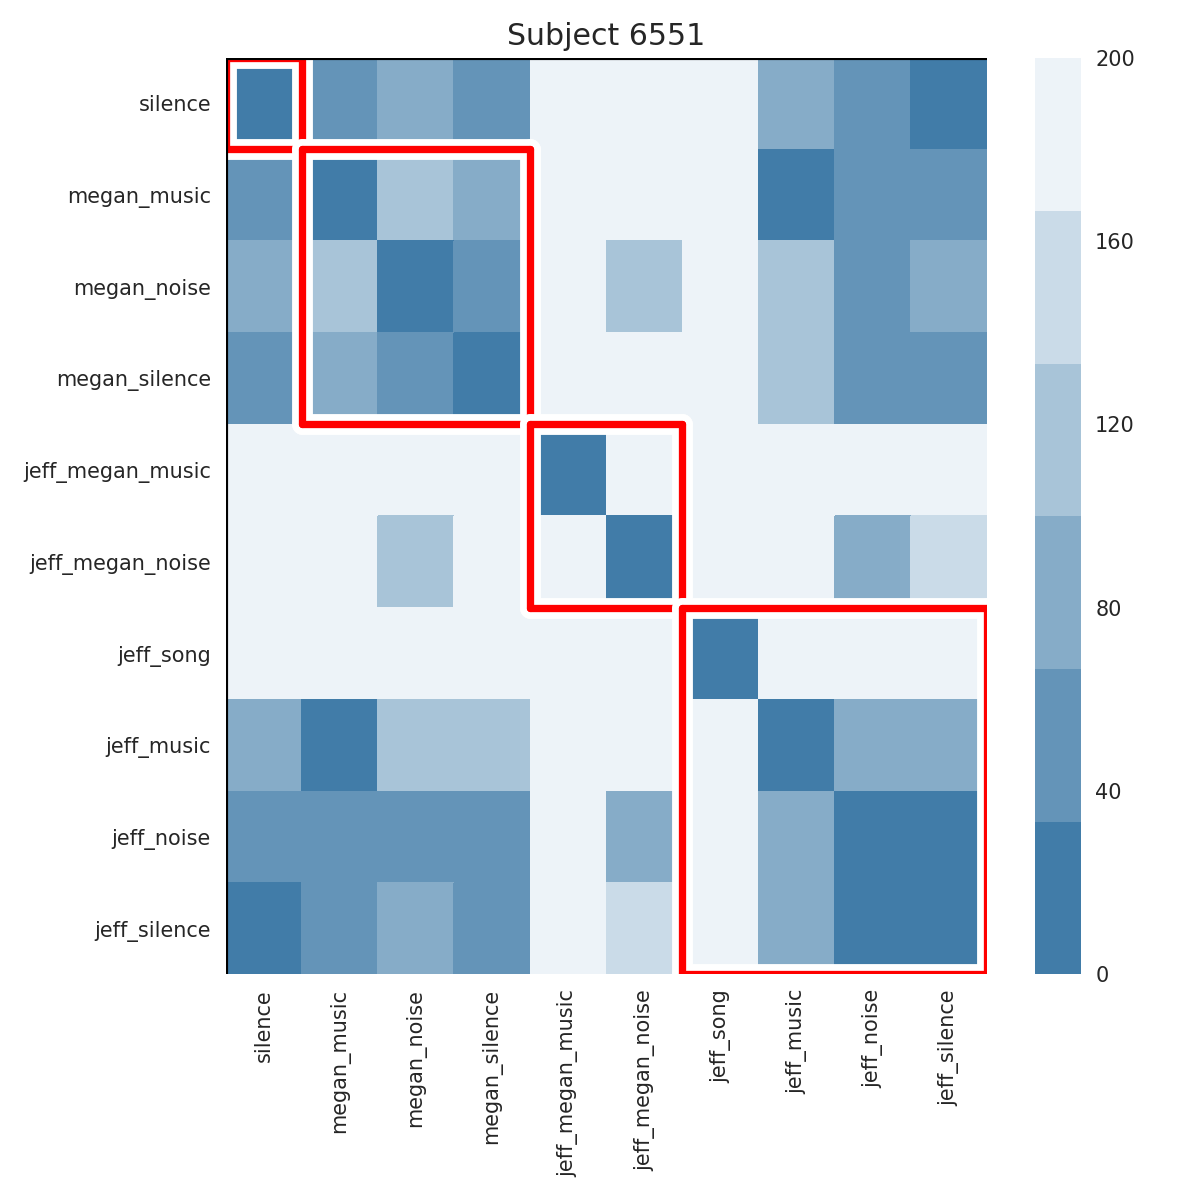 Subject 6551
silence
megan_music
megan_noise
megan_silence
jeff_megan_music
jeff_megan_noise
jeff_song
jeff_music
jeff_noise
jeff_silence
silence
megan_music
megan_noise
megan_silence
jeff_megan_music
jeff_megan_noise
jeff_song
jeff_music
jeff_noise
jeff_silence
200
160
120
80
40
0